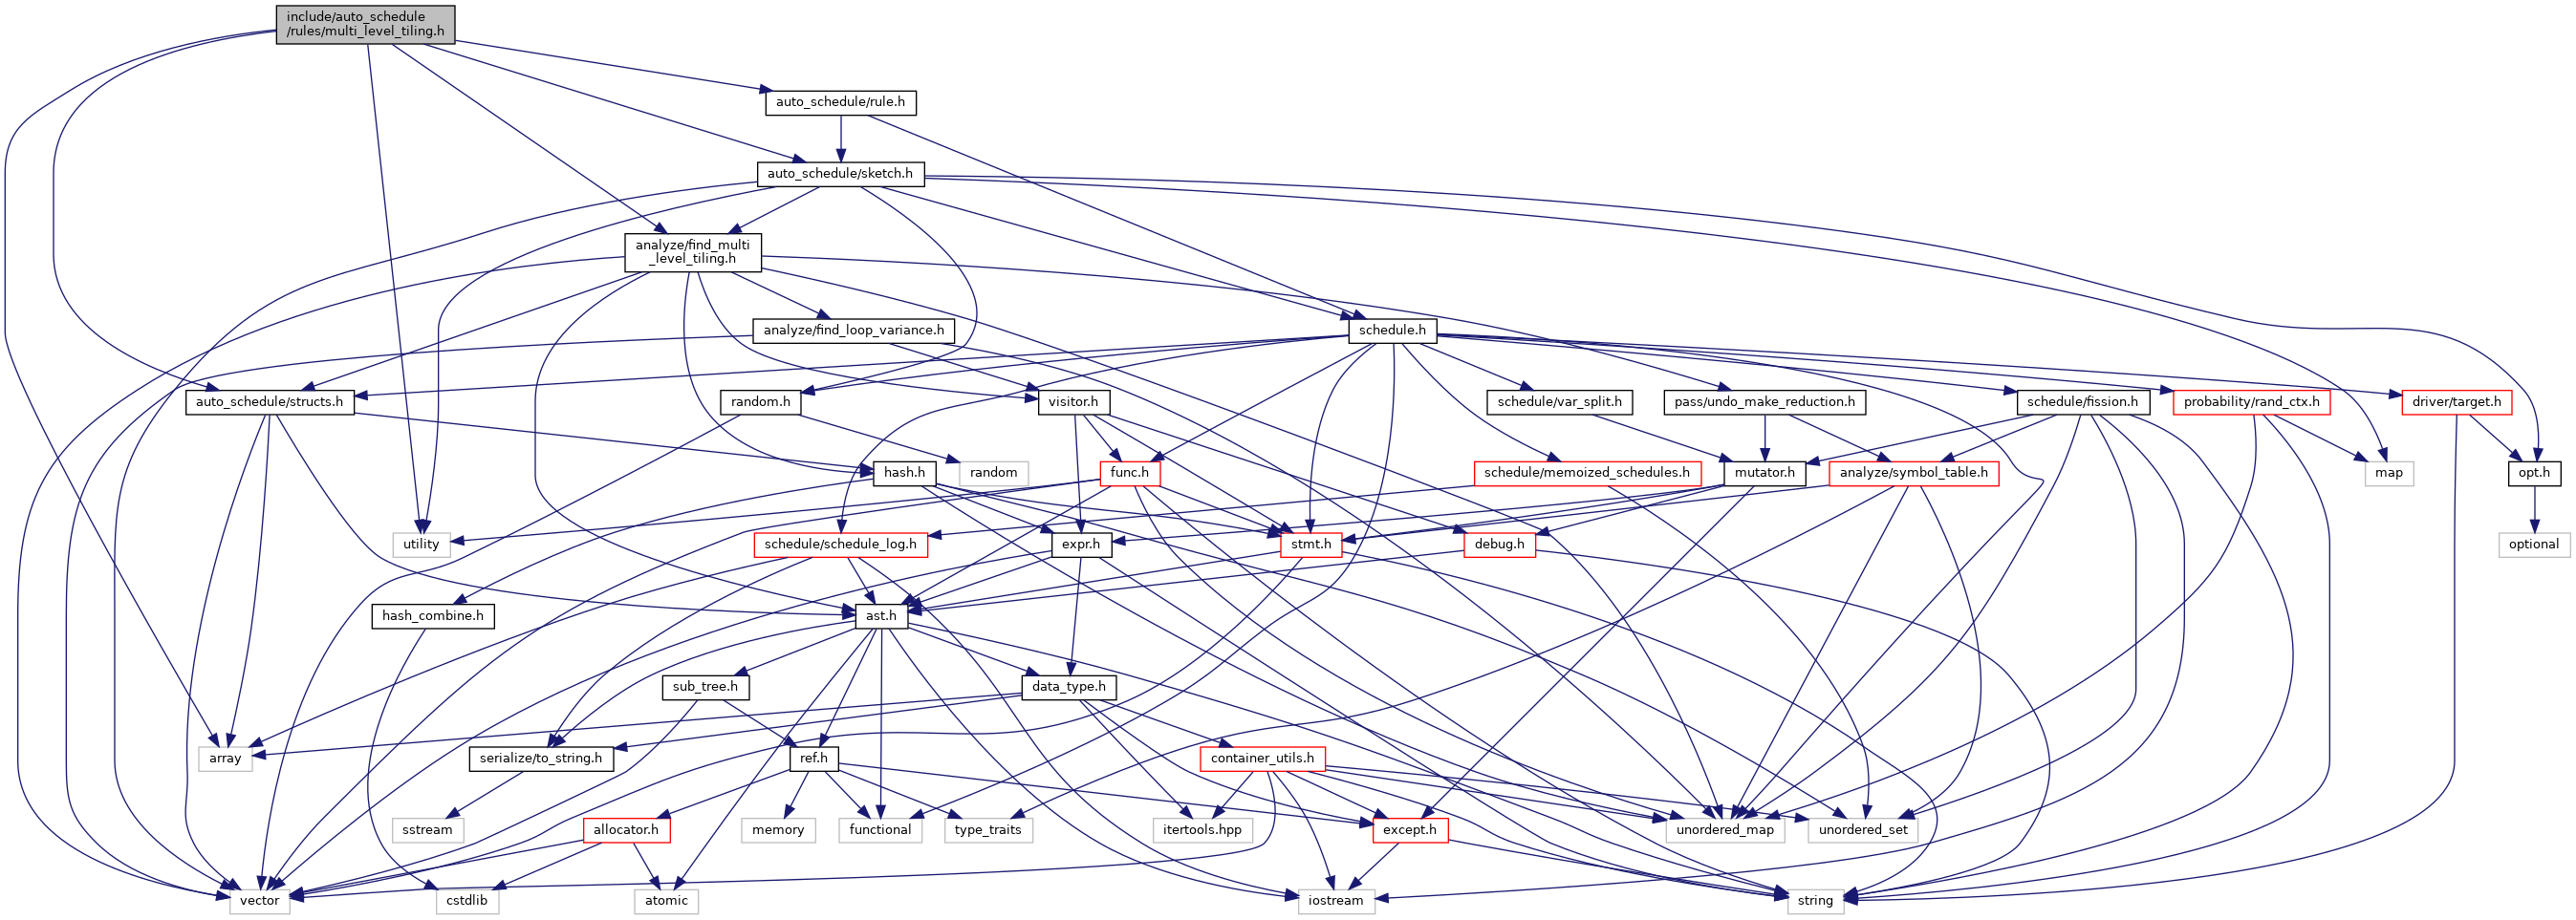 include/auto_schedule
/rules/multi_level_tiling.h
auto_schedule/rule.h
auto_schedule/sketch.h
analyze/find_multi
_level_tiling.h
analyze/find_loop_variance.h
schedule.h
auto_schedule/structs.h
random.h
visitor.h
schedule/var_split.h
pass/undo_make_reduction.h
schedule/fission.h
probability/rand_ctx.h
driver/target.h
hash.h
random
func.h
schedule/memoized_schedules.h
mutator.h
analyze/symbol_table.h
map
opt.h
utility
schedule/schedule_log.h
expr.h
stmt.h
debug.h
optional
hash_combine.h
ast.h
sub_tree.h
data_type.h
array
serialize/to_string.h
ref.h
container_utils.h
sstream
allocator.h
memory
functional
type_traits
itertools.hpp
except.h
unordered_map
unordered_set
vector
cstdlib
atomic
iostream
string